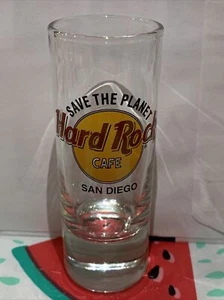 SAVE THE PLANET
Hard Rock
CAFE
SAN DIEGO